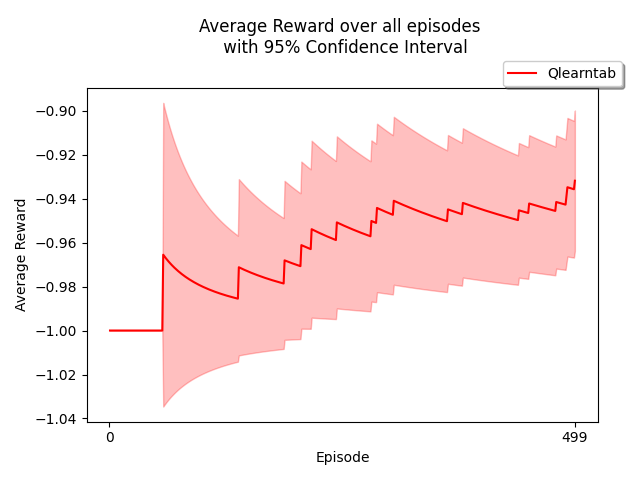 Average Reward over all episodes
with 95% Confidence Interval
Qlearntab
−0.90
−0.92
−0.94
−0.96
−0.98
−1.00
−1.02
−1.04
Average Reward
0
499
Episode